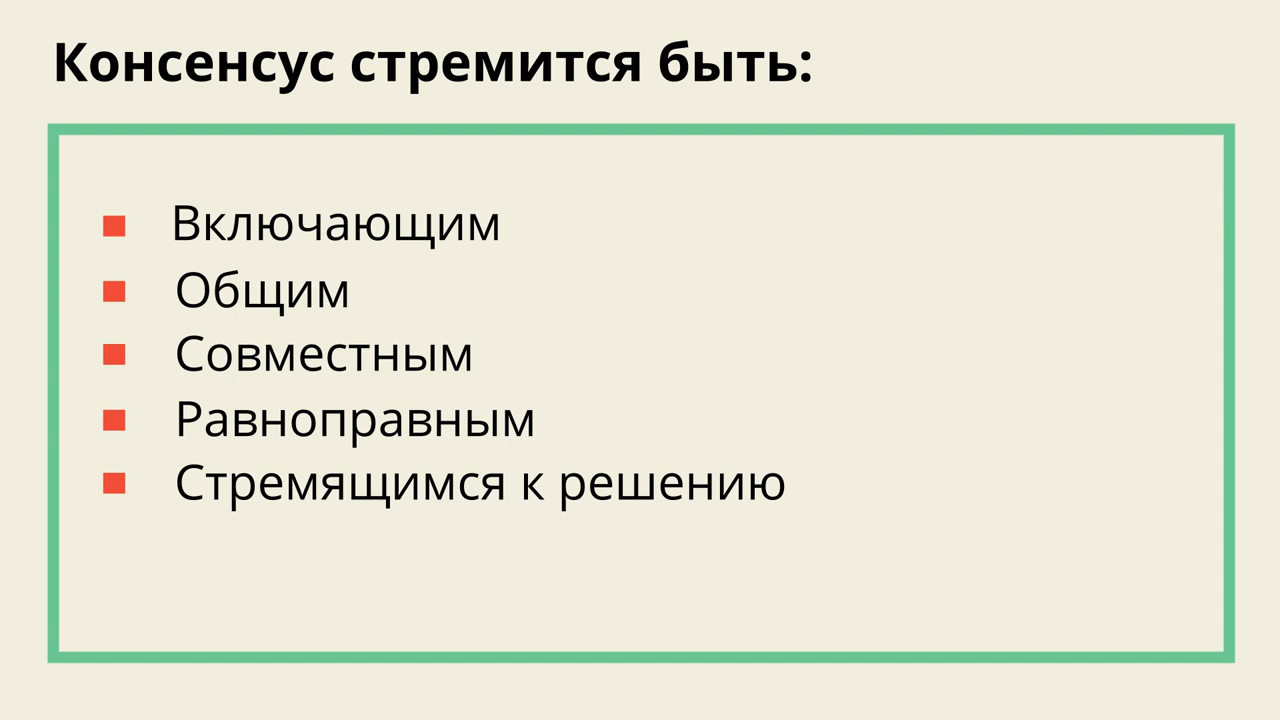 Консенсус стремится быть:
Включающим
Общим
Совместным
Равноправным
Стремящимся к решению